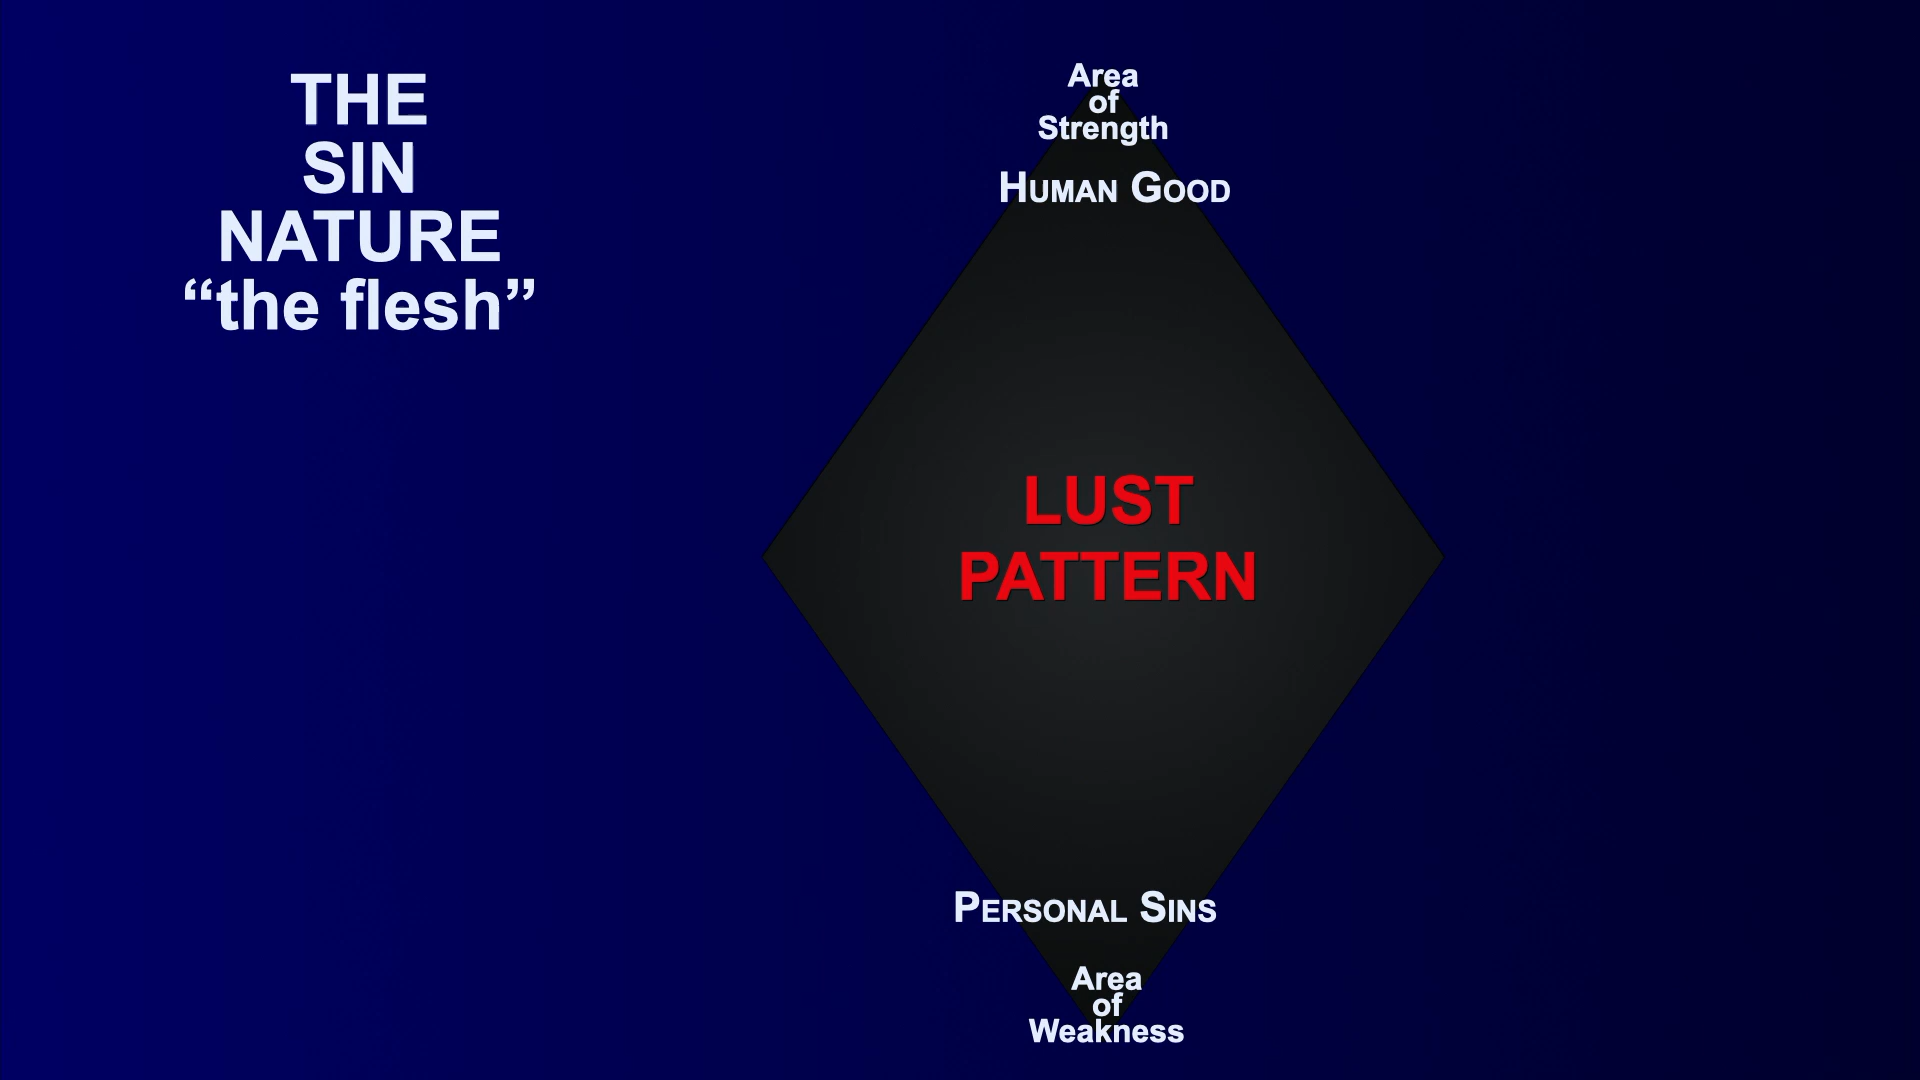 THE
SIN
NATURE
“the flesh”
Area
of
Strength
HUMAN GOOD
LUST
PATTERN
PERSONAL SINS
Area
of
Weakness